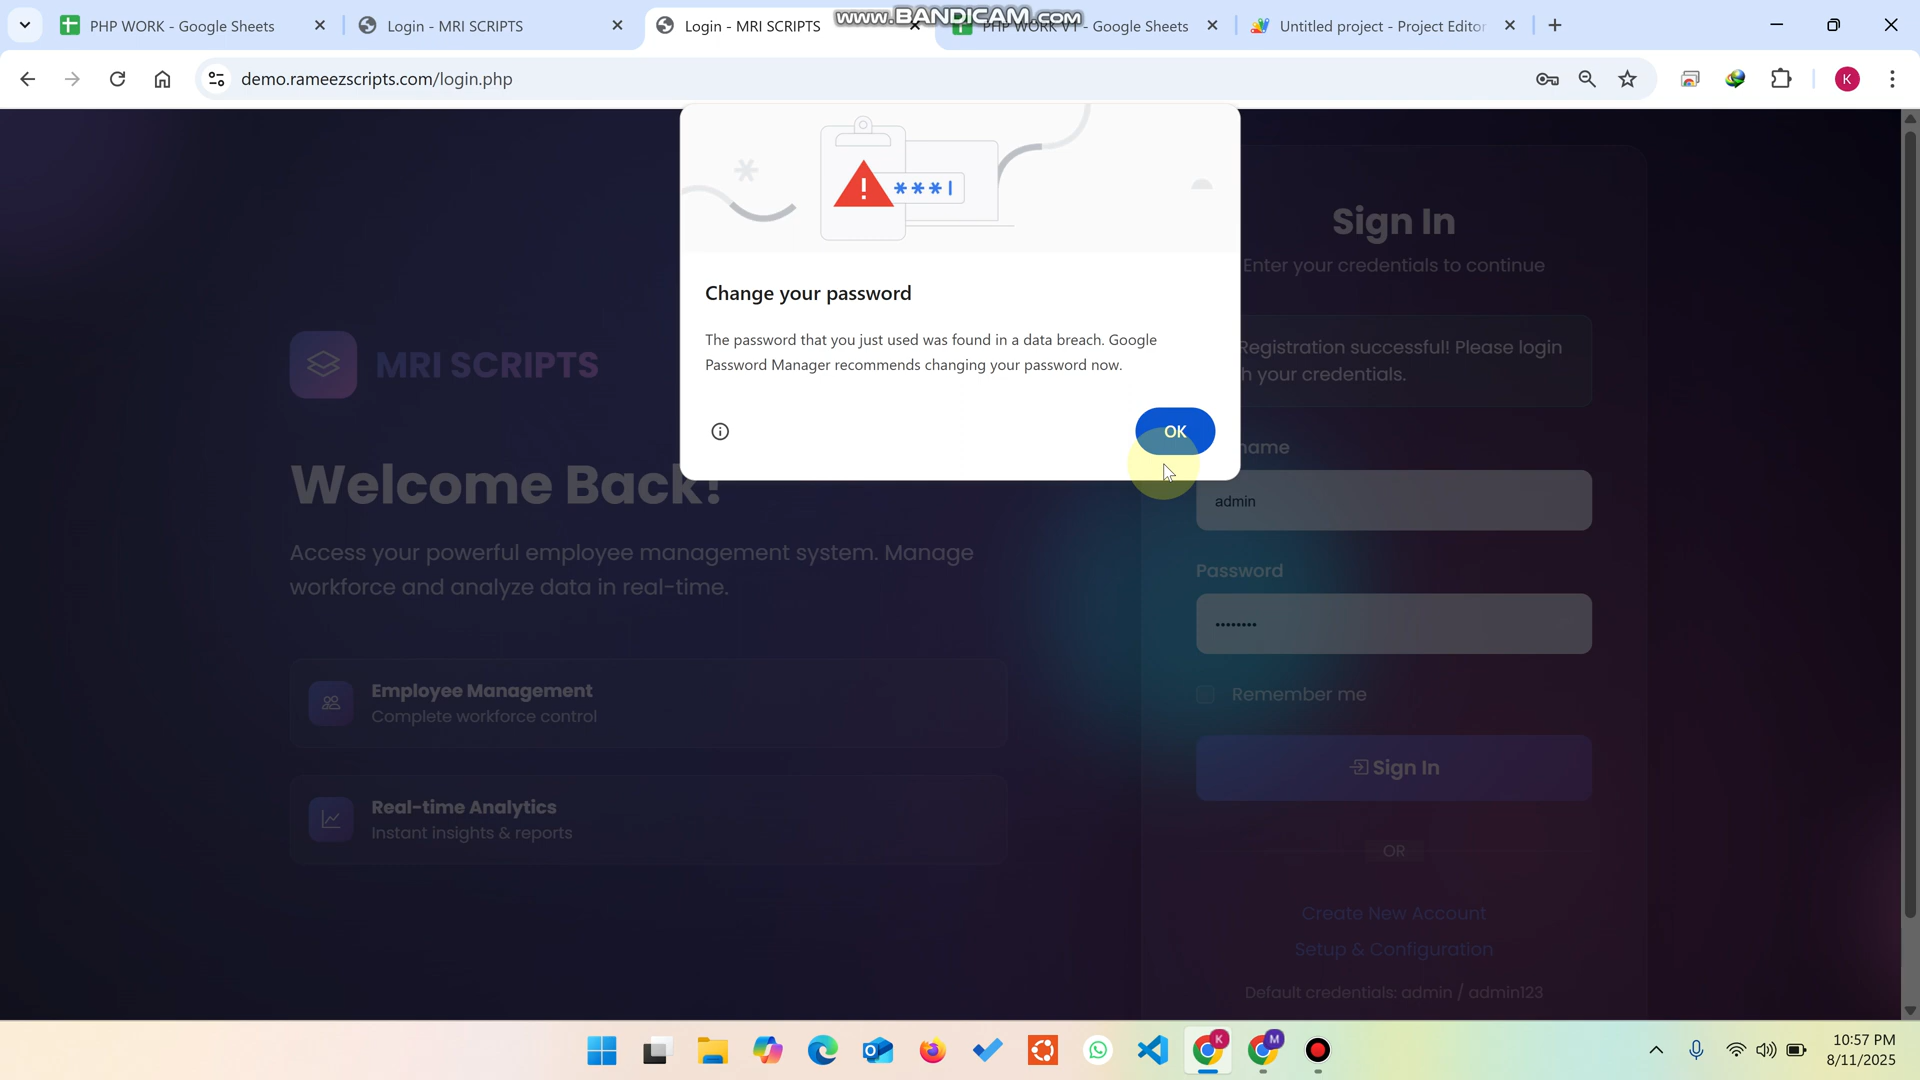 PHP WORK - Google Sheets
Login - MRI SCRIPTS
Login - MRI SCRIPTS
www.BANDICAM.com
PHP WORK V1 - Google Sheets
Untitled project - Project Editor
demo.rameezscripts.com/login.php
K
Change your password
The password that you just used was found in a data breach. Google
Password Manager recommends changing your password now.
OK
MRI SCRIPTS
Welcome Back!
Access your powerful employee management system. Manage
workforce and analyze data in real-time.
Employee Management
Complete workforce control
Real-time Analytics
Instant insights & reports
Sign In
Enter your credentials to continue
Registration successful! Please login
your credentials.
admin
Password
Remember me
Sign In
OR
Create New Account
Setup & Configuration
Default credentials: admin / admin123
K
M
10:57 PM
8/11/2025